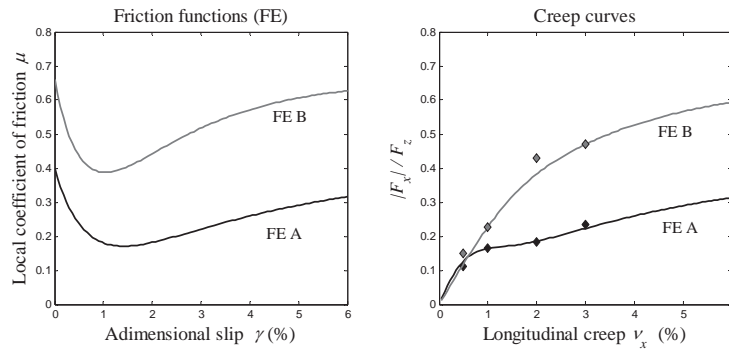 Friction functions (FE)
0.8
0.7
0.6
0.5
0.4
0.3
0.2
0.1
0
Local coefficient of friction μ
FE B
FE A
0 1 2 3 4 5 6
Adimensional slip γ (%)
Creep curves
0.8
0.7
0.6
0.5
0.4
0.3
0.2
0.1
0
|F_x| / F_z
FE B
FE A
0 1 2 3 4 5
Longitudinal creep ν_x (%)